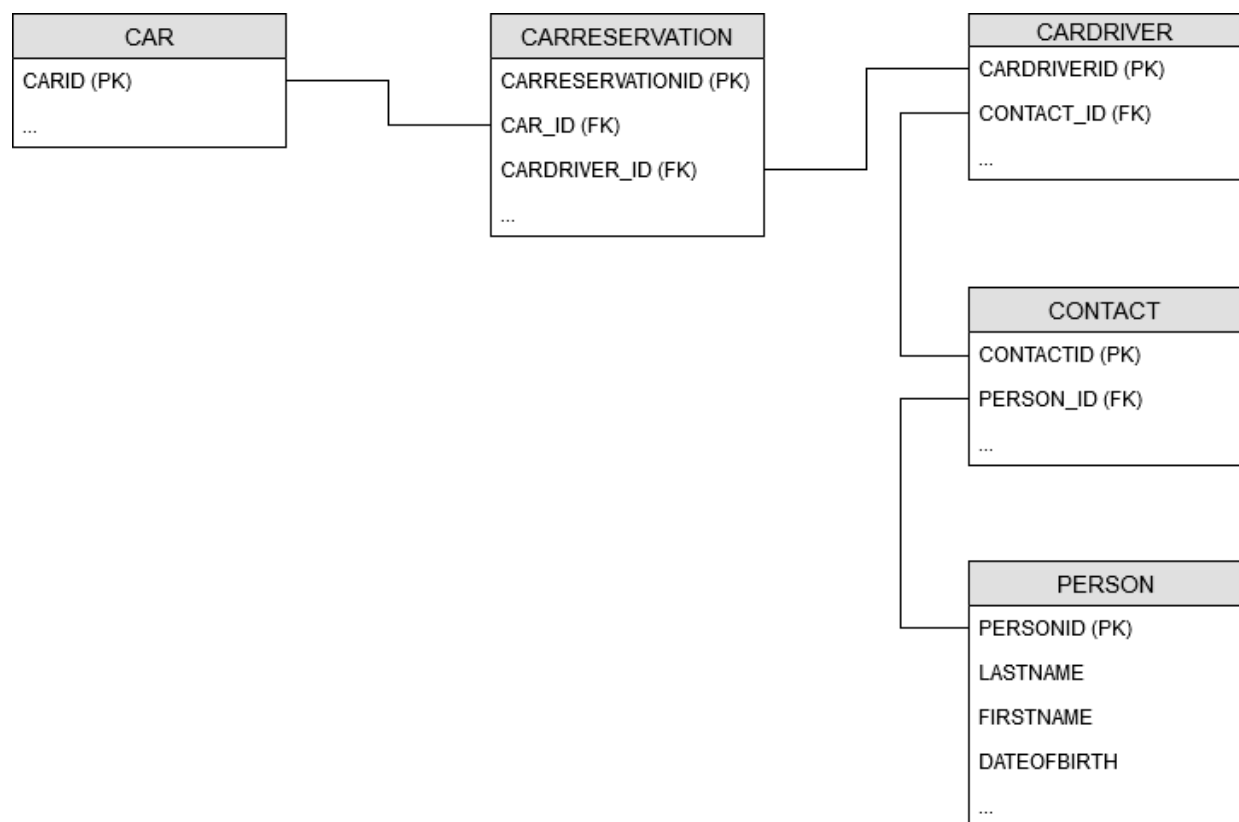 CAR
CARID (PK)
...
CARRESERVATION
CARRESERVATIONID (PK)
CAR_ID (FK)
CARDRIVER_ID (FK)
...
CARDRIVER
CARDRIVERID (PK)
CONTACT_ID (FK)
...
CONTACT
CONTACTID (PK)
PERSON_ID (FK)
...
PERSON
PERSONID (PK)
LASTNAME
FIRSTNAME
DATEOFBIRTH
...